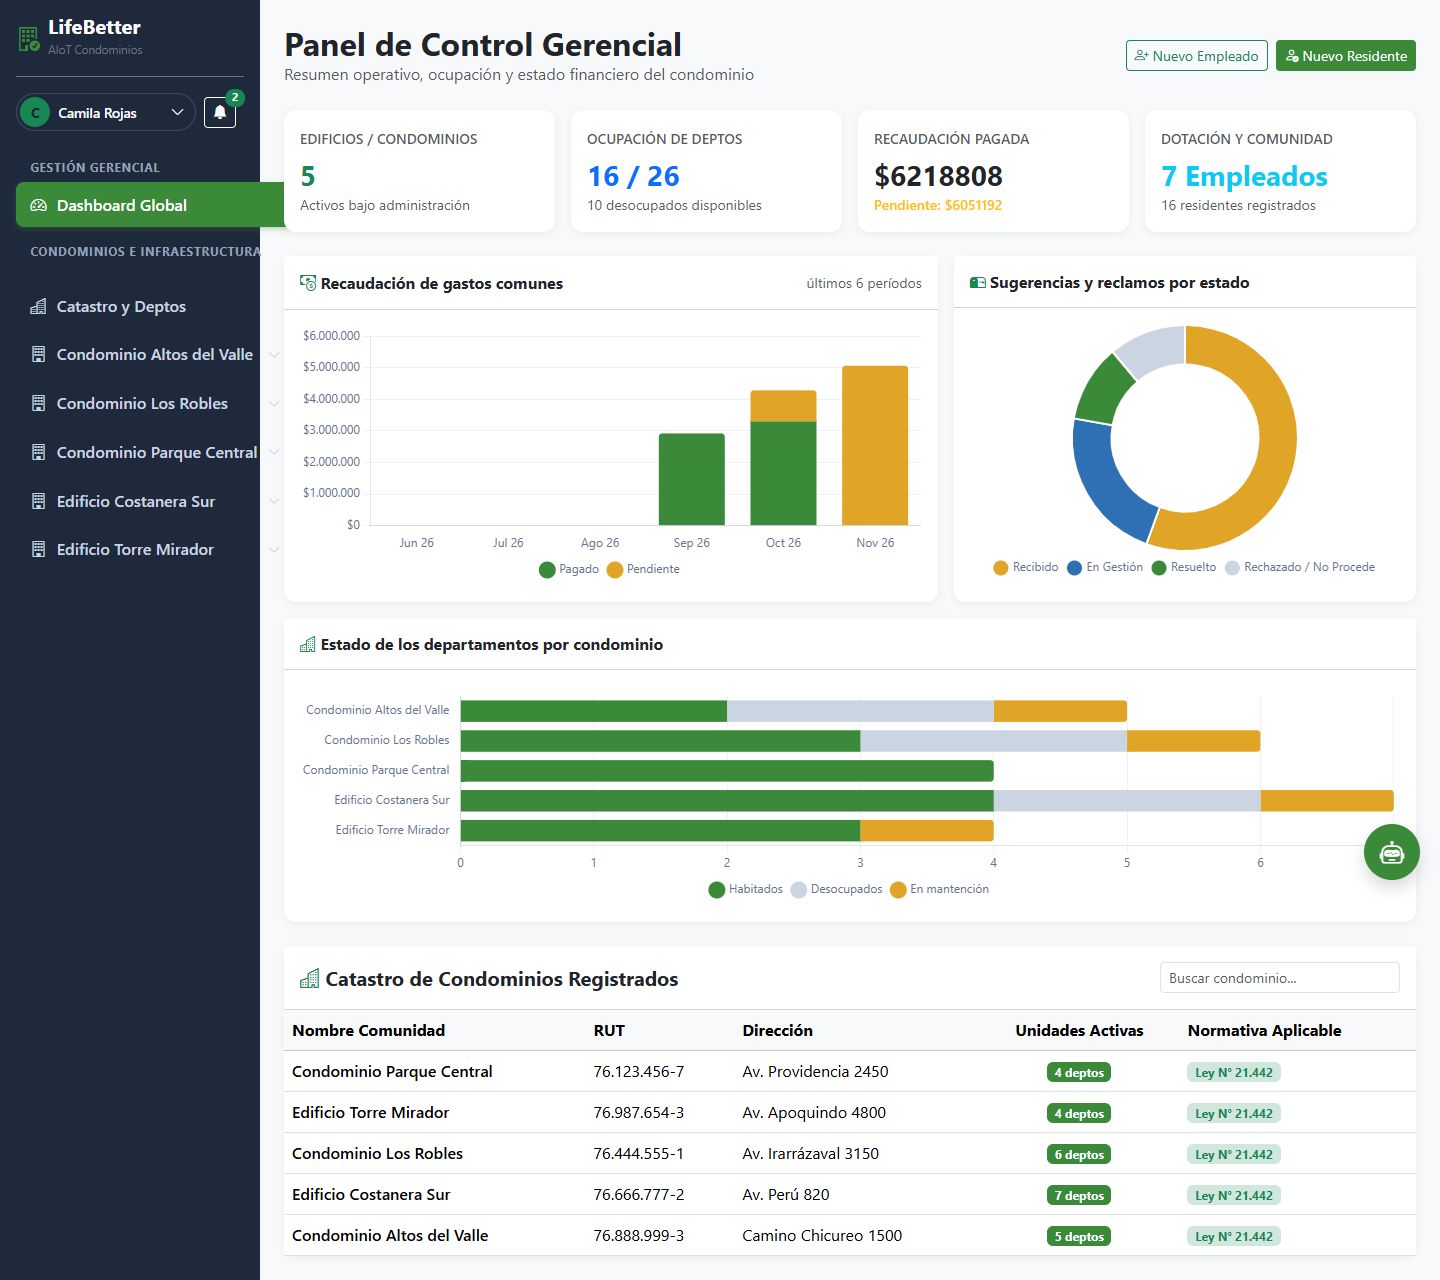 LifeBetter
AIoT Condominios
C Camila Rojas
2
GESTIÓN GERENCIAL
Dashboard Global
CONDOMINIOS E INFRAESTRUCTURA
Catastro y Deptos
Condominio Altos del Valle
Condominio Los Robles
Condominio Parque Central
Edificio Costanera Sur
Edificio Torre Mirador
Panel de Control Gerencial
Resumen operativo, ocupación y estado financiero del condominio
Nuevo Empleado
Nuevo Residente
EDIFICIOS / CONDOMINIOS
5
Activos bajo administración
OCUPACIÓN DE DEPTOS
16 / 26
10 desocupados disponibles
RECAUDACIÓN PAGADA
$6218808
Pendiente: $6051192
DOTACIÓN Y COMUNIDAD
7 Empleados
16 residentes registrados
Recaudación de gastos comunes
últimos 6 períodos
$6.000.000
$5.000.000
$4.000.000
$3.000.000
$2.000.000
$1.000.000
$0
Jun 26 Jul 26 Ago 26 Sep 26 Oct 26 Nov 26
Pagado Pendiente
Sugerencias y reclamos por estado
Recibido En Gestión Resuelto Rechazado / No Procede
Estado de los departamentos por condominio
Condominio Altos del Valle
Condominio Los Robles
Condominio Parque Central
Edificio Costanera Sur
Edificio Torre Mirador
0 1 2 3 4 5 6
Habitados Desocupados En mantención
Catastro de Condominios Registrados
Buscar condominio...
Nombre Comunidad RUT Dirección Unidades Activas Normativa Aplicable
Condominio Parque Central 76.123.456-7 Av. Providencia 2450 4 deptos Ley N° 21.442
Edificio Torre Mirador 76.987.654-3 Av. Apoquindo 4800 4 deptos Ley N° 21.442
Condominio Los Robles 76.444.555-1 Av. Irarrázaval 3150 6 deptos Ley N° 21.442
Edificio Costanera Sur 76.666.777-2 Av. Perú 820 7 deptos Ley N° 21.442
Condominio Altos del Valle 76.888.999-3 Camino Chicureo 1500 5 deptos Ley N° 21.442